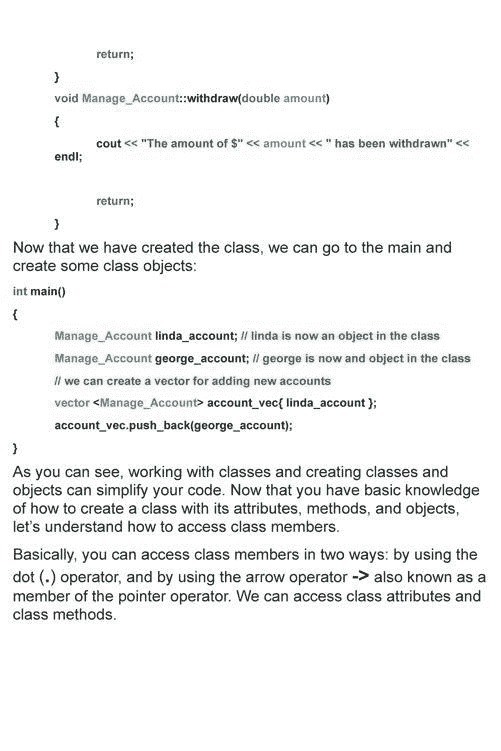 return;
}
void Manage_Account::withdraw(double amount)
{
cout << "The amount of $" << amount << " has been withdrawn" <<
endl;
return;
}
Now that we have created the class, we can go to the main and
create some class objects:
int main()
{
Manage_Account linda_account; // linda is now an object in the class
Manage_Account george_account; // george is now and object in the class
// we can create a vector for adding new accounts
vector <Manage_Account> account_vec{ linda_account };
account_vec.push_back(george_account);
}
As you can see, working with classes and creating classes and
objects can simplify your code. Now that you have basic knowledge
of how to create a class with its attributes, methods, and objects,
let’s understand how to access class members.
Basically, you can access class members in two ways: by using the
dot (.) operator, and by using the arrow operator -> also known as a
member of the pointer operator. We can access class attributes and
class methods.